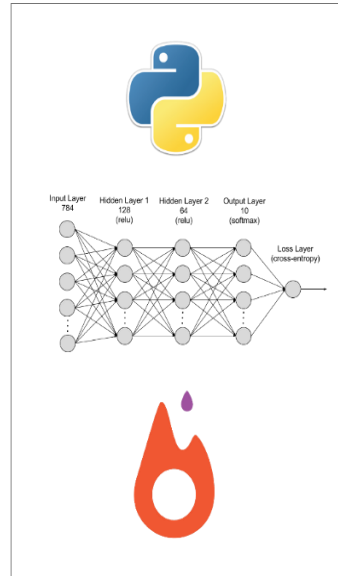 Input Layer
784
Hidden Layer 1
128
(relu)
Hidden Layer 2
64
(relu)
Output Layer
10
(softmax)
Loss Layer
(cross-entropy)